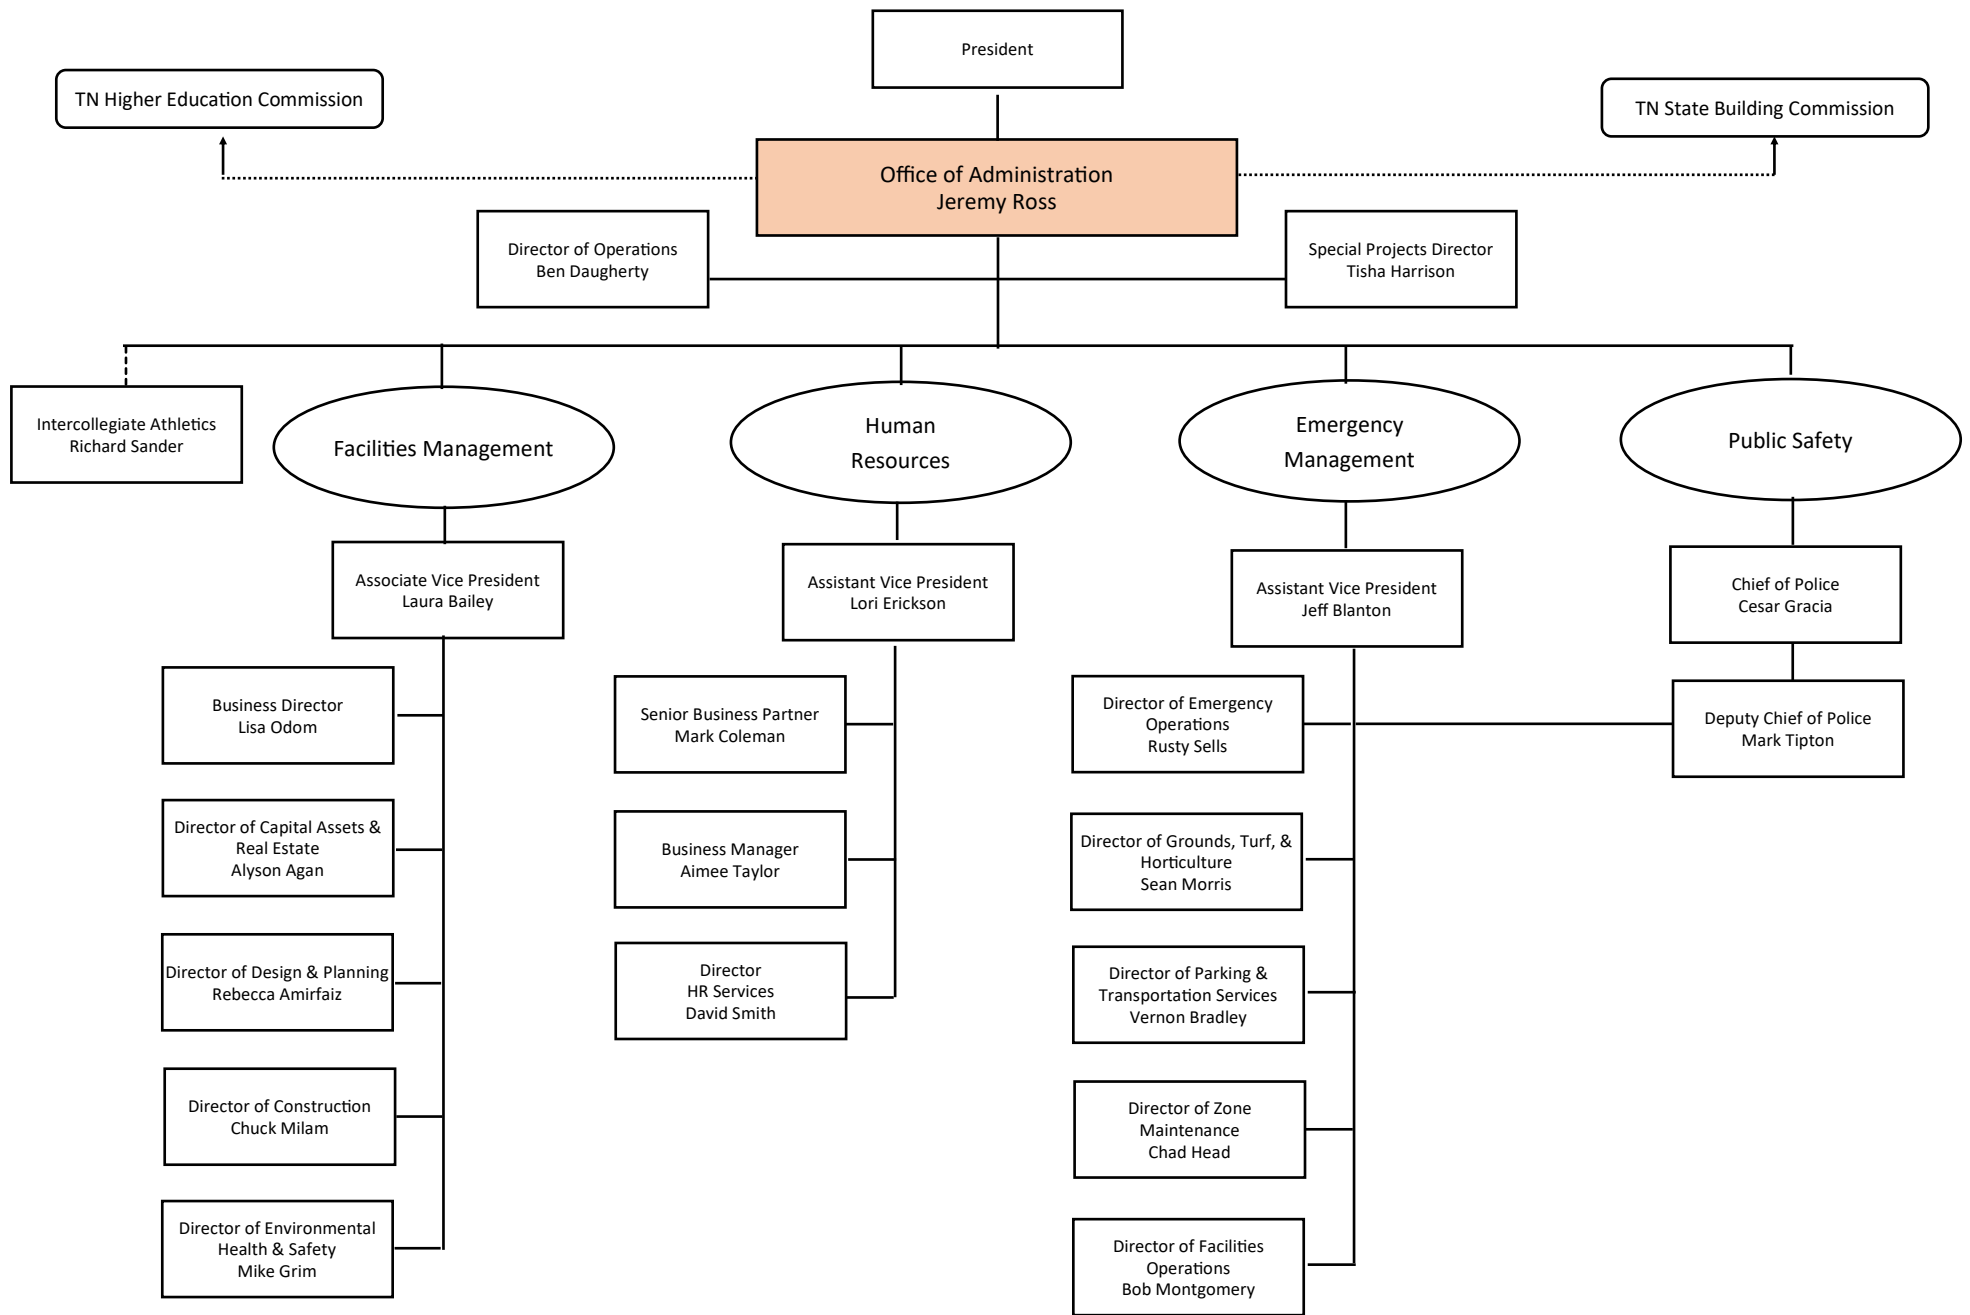 President
TN Higher Education Commission
TN State Building Commission
Office of Administration
Jeremy Ross
Director of Operations
Ben Daugherty
Special Projects Director
Tisha Harrison
Intercollegiate Athletics
Richard Sander
Facilities Management
Human
Resources
Emergency
Management
Public Safety
Associate Vice President
Laura Bailey
Assistant Vice President
Lori Erickson
Assistant Vice President
Jeff Blanton
Chief of Police
Cesar Gracia
Business Director
Lisa Odom
Senior Business Partner
Mark Coleman
Director of Emergency
Operations
Rusty Sells
Deputy Chief of Police
Mark Tipton
Director of Capital Assets &
Real Estate
Alyson Agan
Business Manager
Aimee Taylor
Director of Grounds, Turf, &
Horticulture
Sean Morris
Director of Design & Planning
Rebecca Amirfaiz
Director
HR Services
David Smith
Director of Parking &
Transportation Services
Vernon Bradley
Director of Construction
Chuck Milam
Director of Zone
Maintenance
Chad Head
Director of Environmental
Health & Safety
Mike Grim
Director of Facilities
Operations
Bob Montgomery